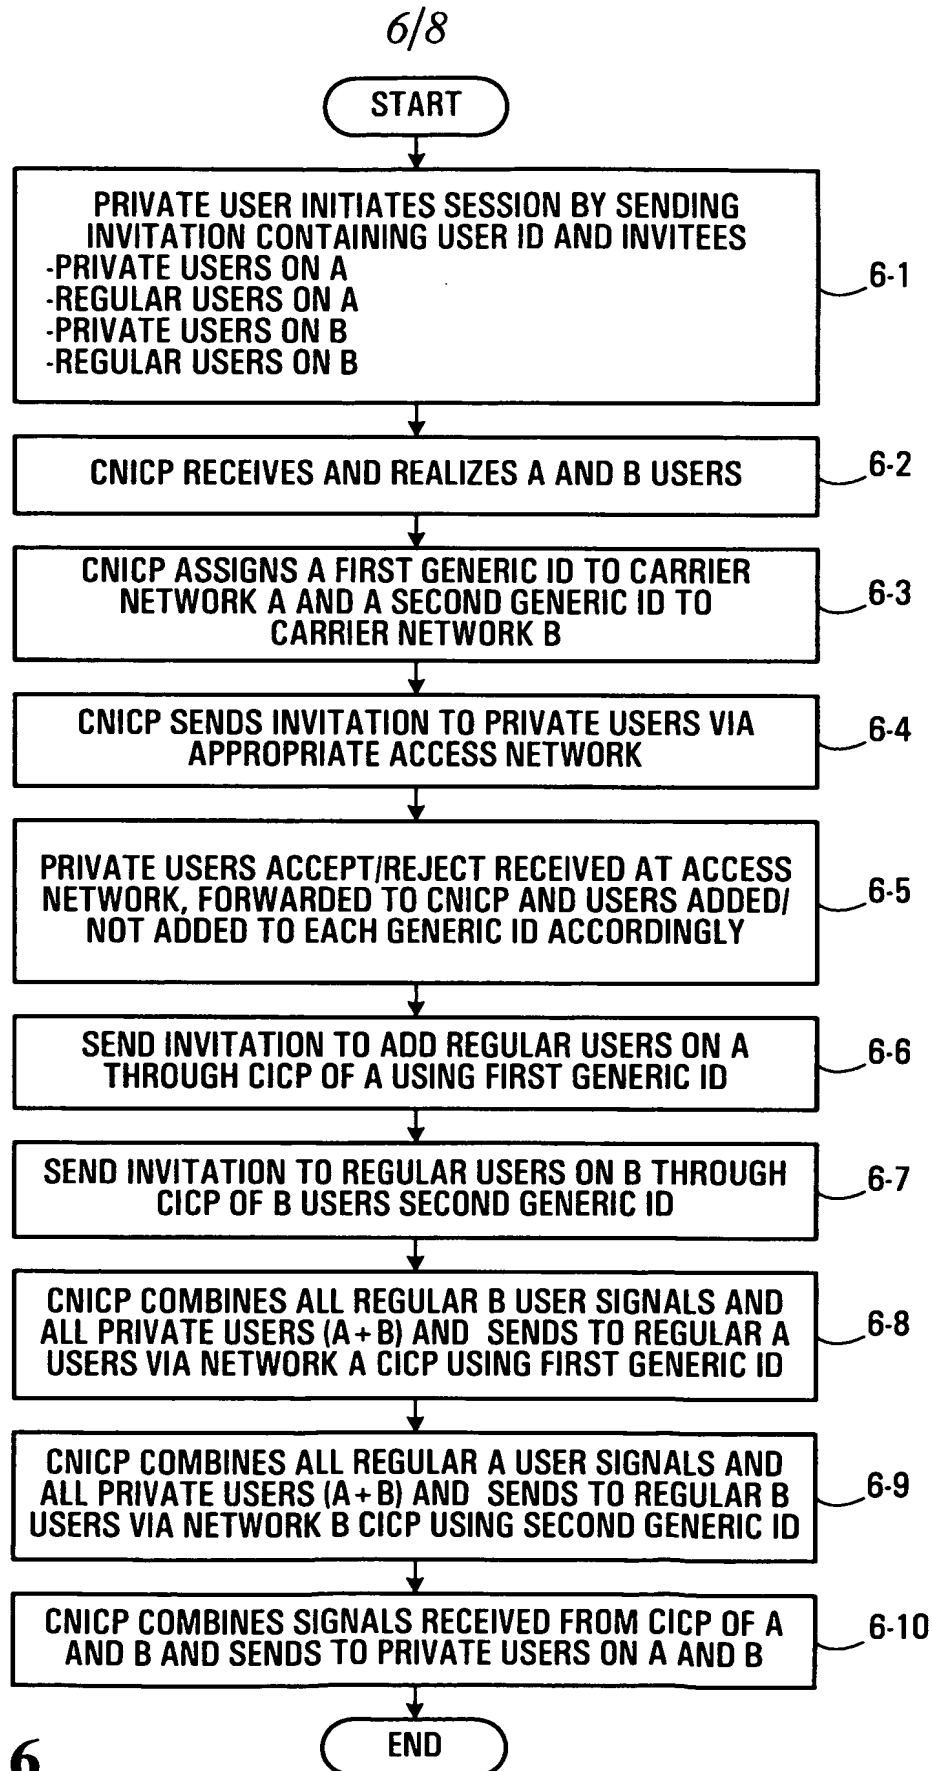 6/8
START
PRIVATE USER INITIATES SESSION BY SENDING
INVITATION CONTAINING USER ID AND INVITEES
-PRIVATE USERS ON A
-REGULAR USERS ON A
-PRIVATE USERS ON B
-REGULAR USERS ON B
6-1
CNICP RECEIVES AND REALIZES A AND B USERS
6-2
CNICP ASSIGNS A FIRST GENERIC ID TO CARRIER
NETWORK A AND A SECOND GENERIC ID TO
CARRIER NETWORK B
6-3
CNICP SENDS INVITATION TO PRIVATE USERS VIA
APPROPRIATE ACCESS NETWORK
6-4
PRIVATE USERS ACCEPT/REJECT RECEIVED AT ACCESS
NETWORK, FORWARDED TO CNICP AND USERS ADDED/
NOT ADDED TO EACH GENERIC ID ACCORDINGLY
6-5
SEND INVITATION TO ADD REGULAR USERS ON A
THROUGH CICP OF A USING FIRST GENERIC ID
6-6
SEND INVITATION TO REGULAR USERS ON B THROUGH
CICP OF B USERS SECOND GENERIC ID
6-7
CNICP COMBINES ALL REGULAR B USER SIGNALS AND
ALL PRIVATE USERS (A+B) AND SENDS TO REGULAR A
USERS VIA NETWORK A CICP USING FIRST GENERIC ID
6-8
CNICP COMBINES ALL REGULAR A USER SIGNALS AND
ALL PRIVATE USERS (A+B) AND SENDS TO REGULAR B
USERS VIA NETWORK B CICP USING SECOND GENERIC ID
6-9
CNICP COMBINES SIGNALS RECEIVED FROM CICP OF A
AND B AND SENDS TO PRIVATE USERS ON A AND B
6-10
END
6